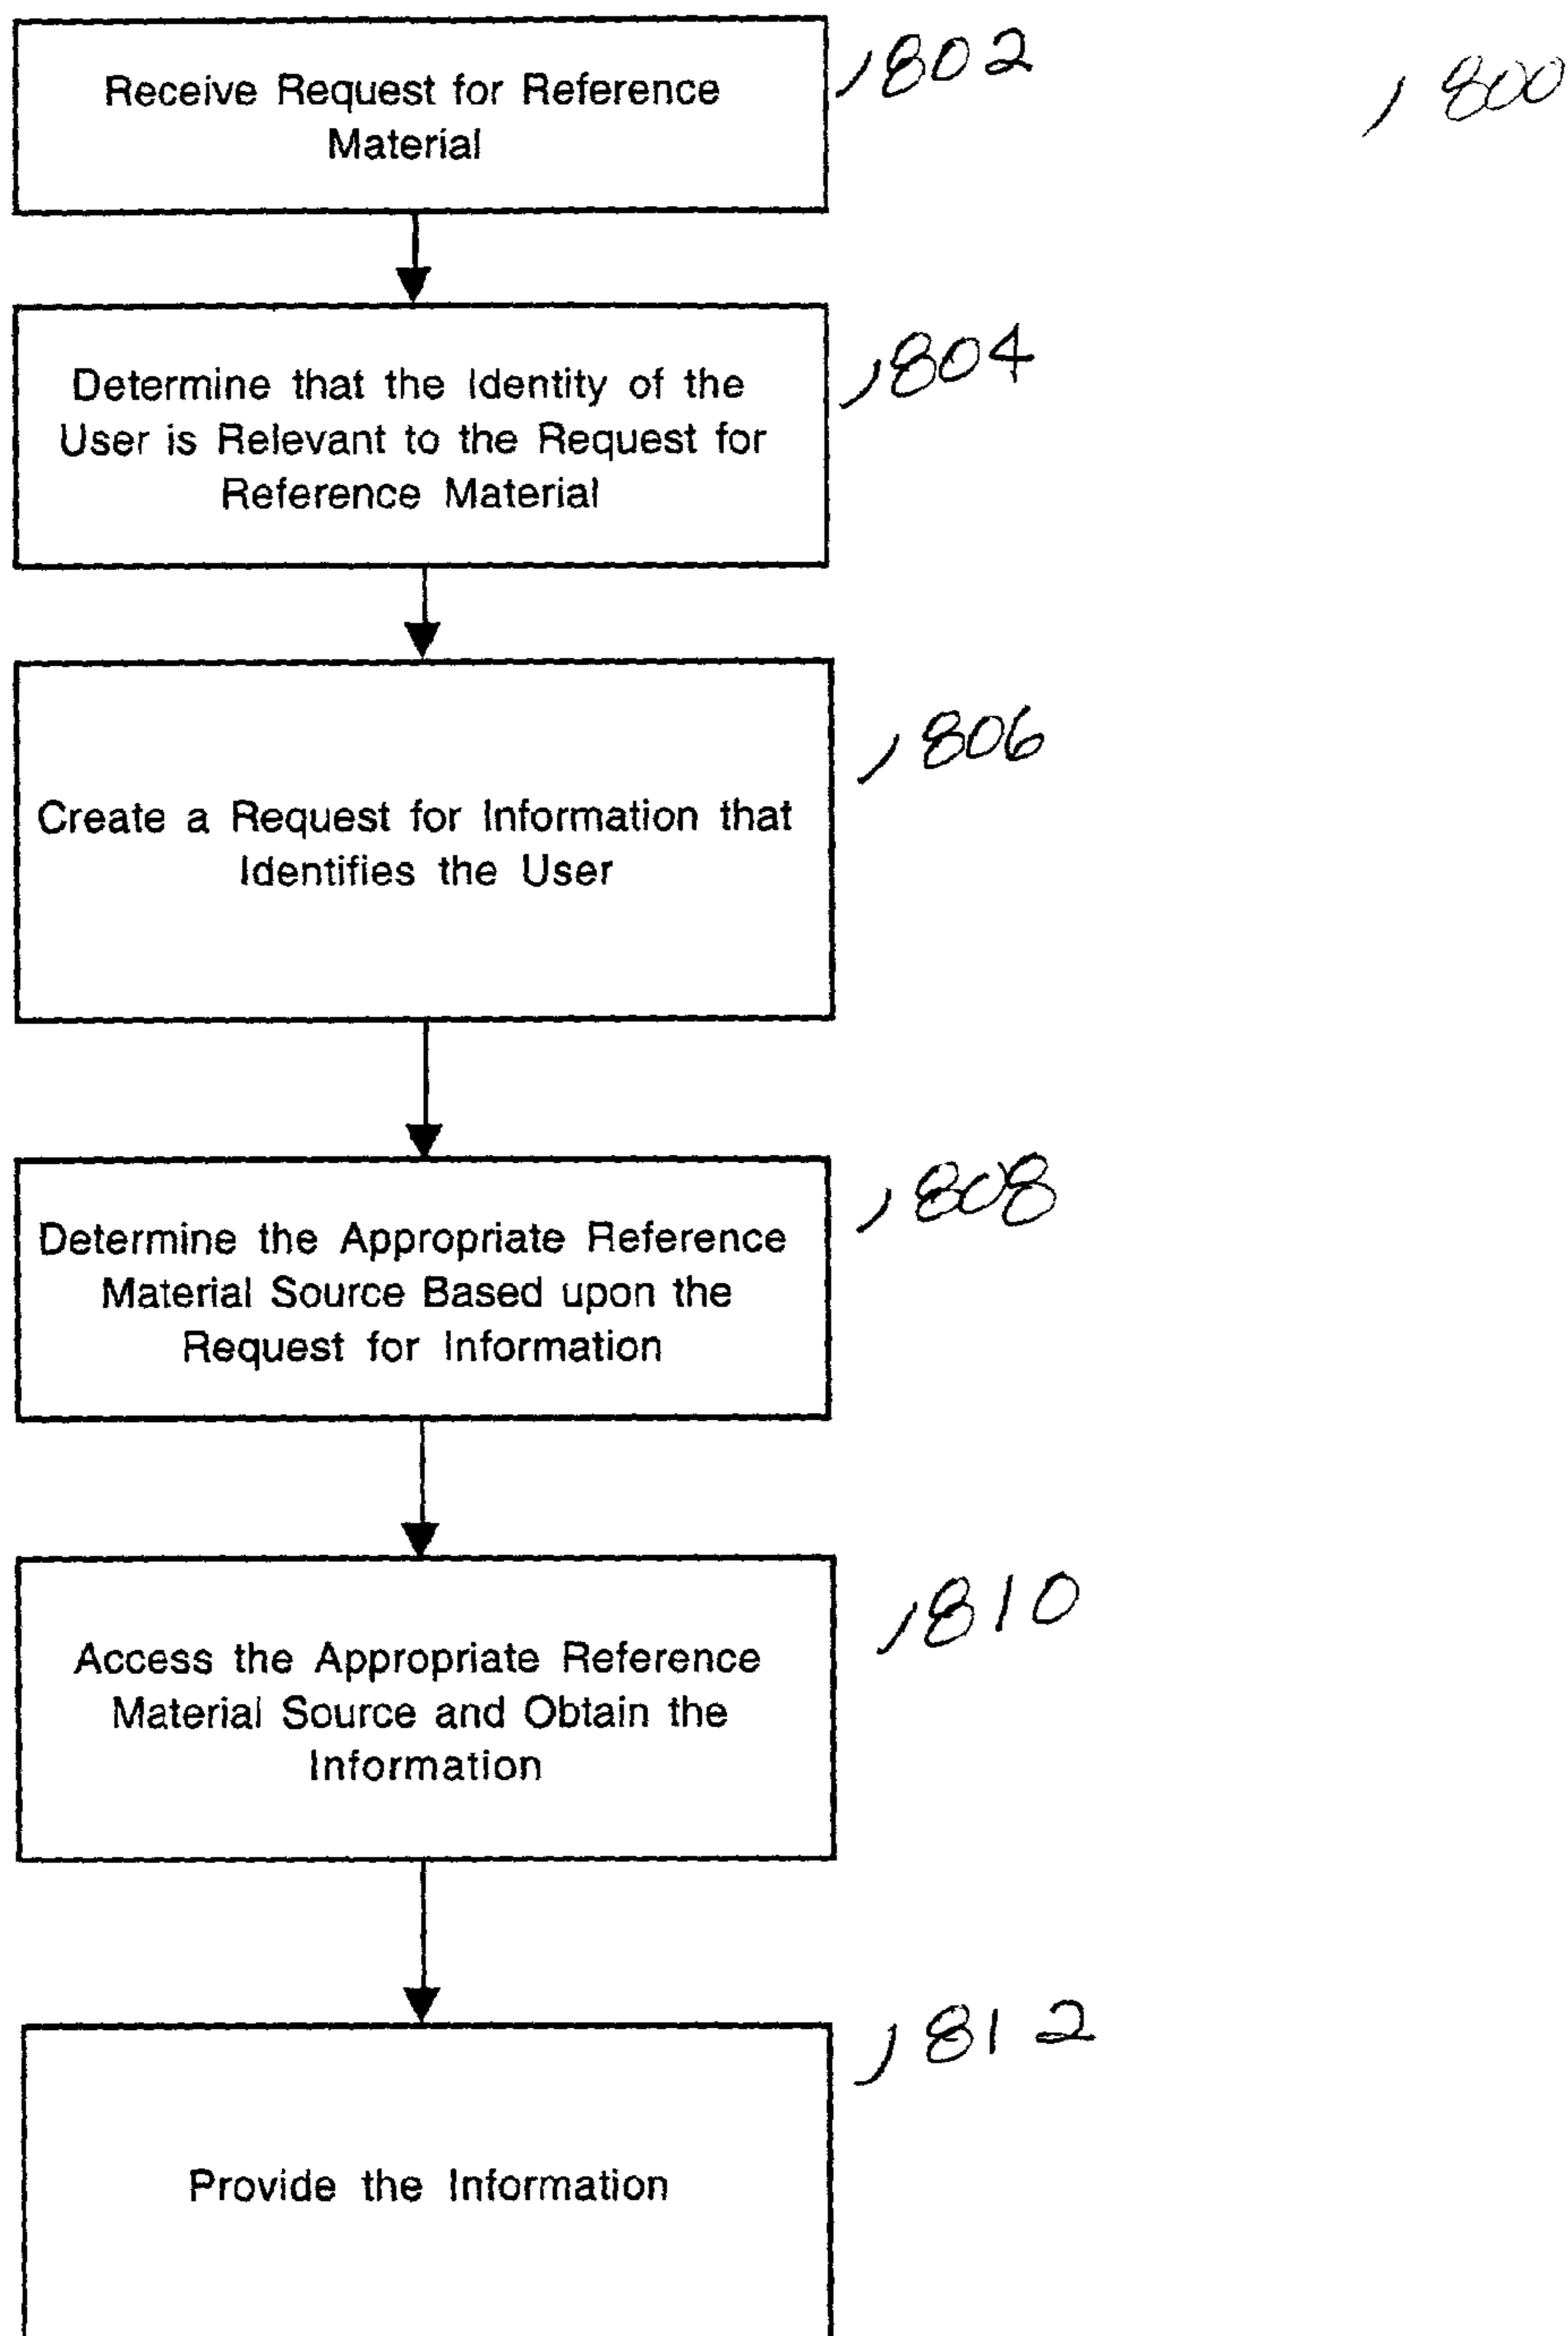 Receive Request for Reference
Material
1802
1800
Determine that the Identity of the
User is Relevant to the Request for
Reference Material
1804
1806
Create a Request for Information that
Identifies the User
1808
Determine the Appropriate Reference
Material Source Based upon the
Request for Information
1810
Access the Appropriate Reference
Material Source and Obtain the
Information
1812
Provide the Information